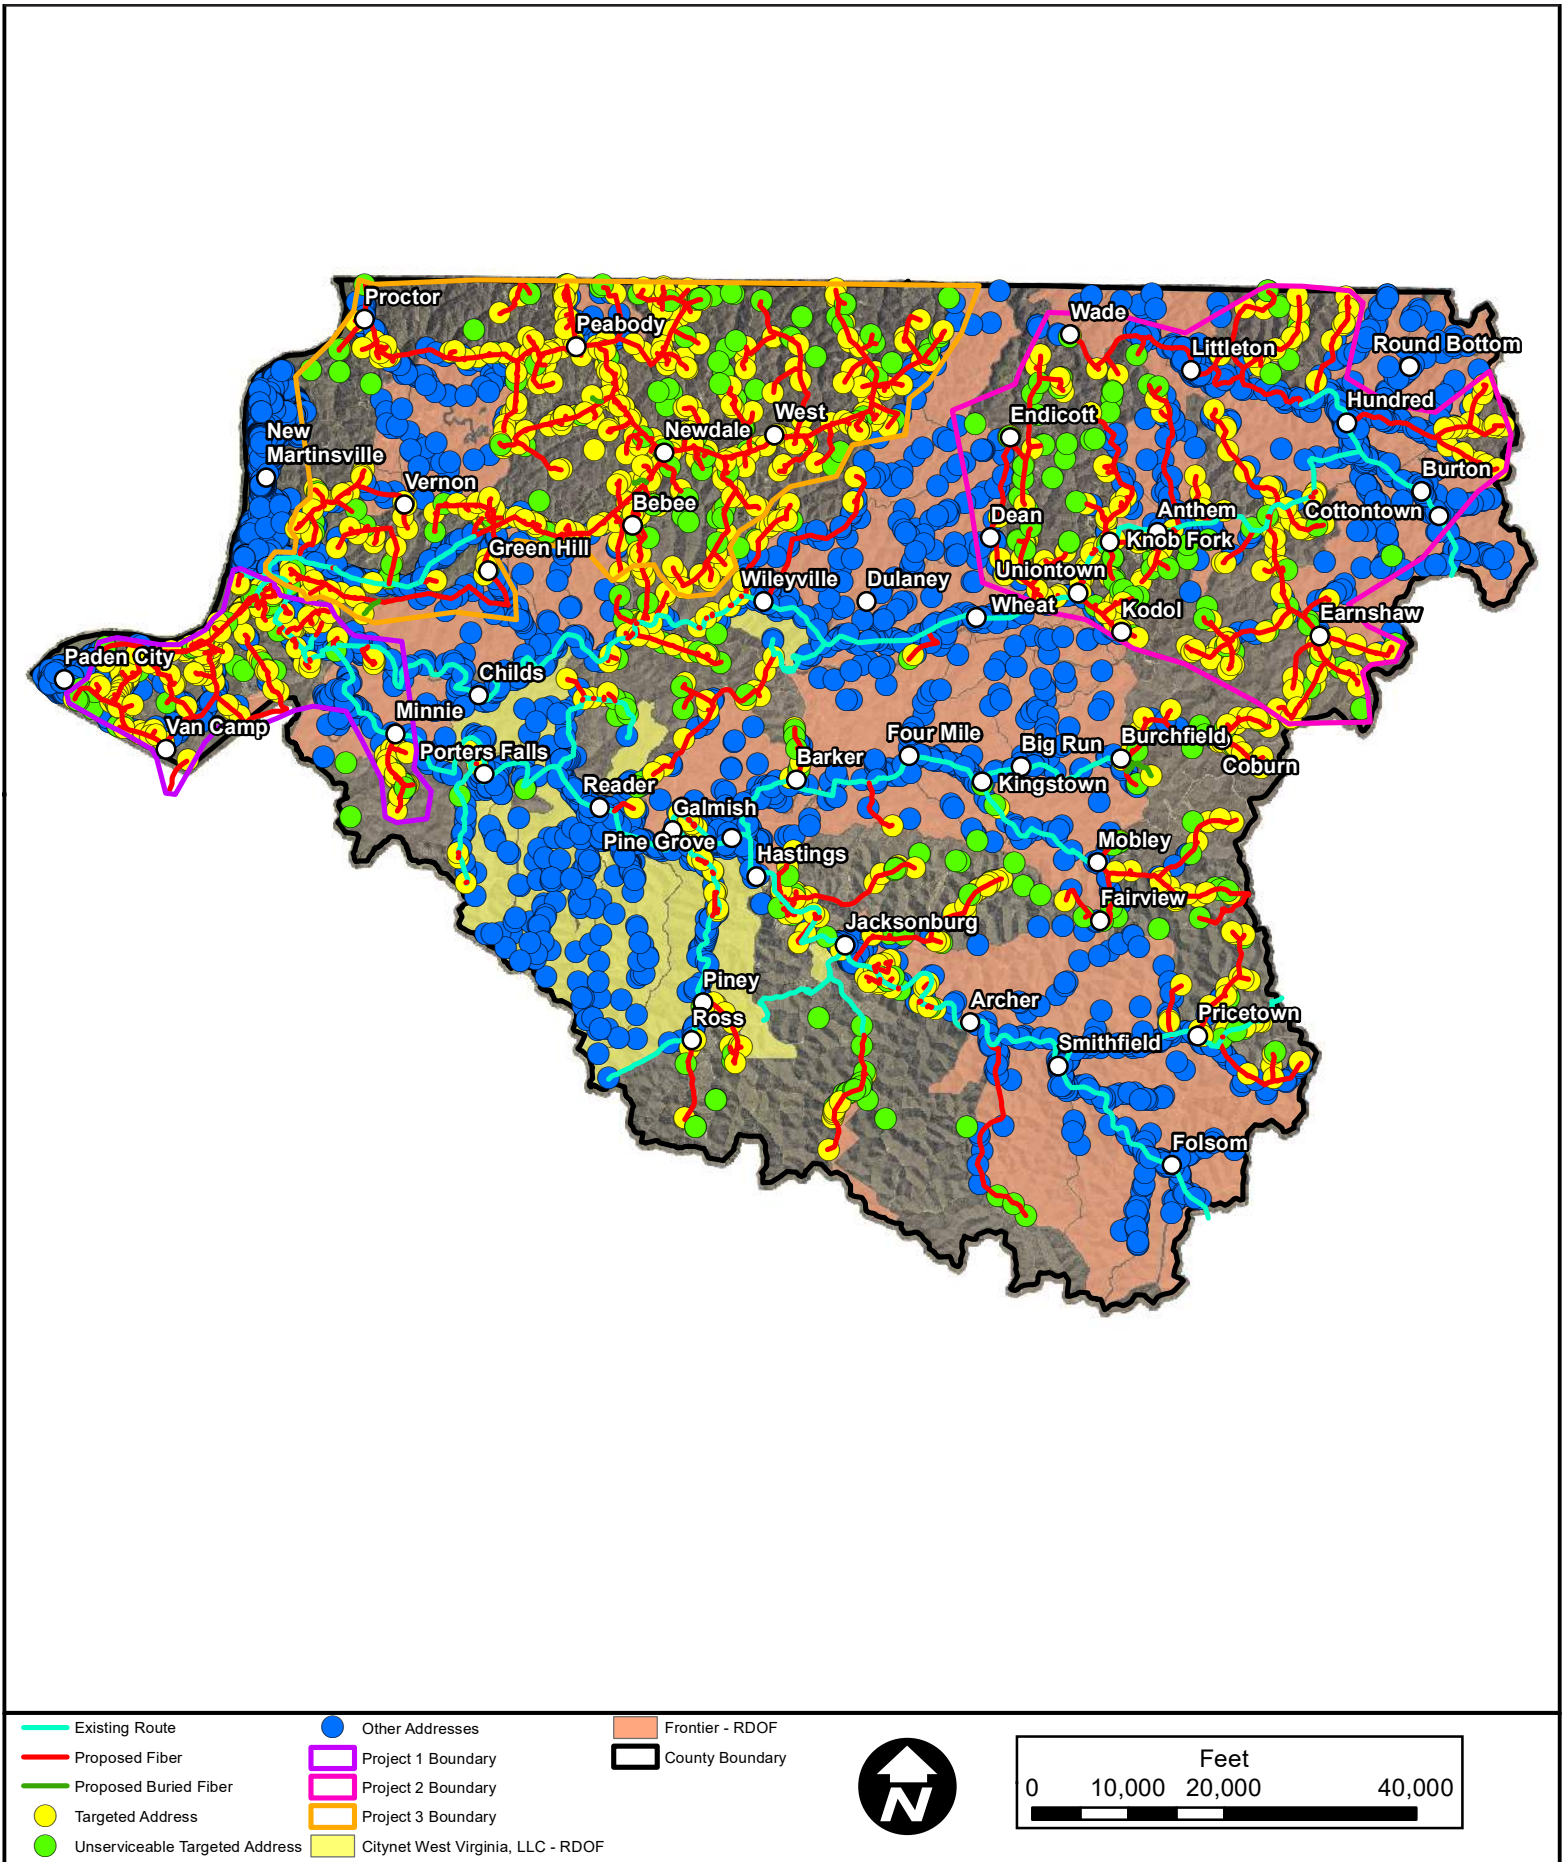 Proctor
Peabody
Wade
Littleton
Round Bottom
Hundred
New
Martinsville
West
Newdale
Endicott
Burton
Vernon
Bebee
Dean
Anthem
Cottontown
Knob Fork
Green Hill
Uniontown
Wileyville
Dulaney
Wheat
Kodol
Earnshaw
Paden City
Childs
Minnie
Van Camp
Porters Falls
Four Mile
Big Run
Burchfield
Barker
Coburn
Reader
Kingstown
Galmish
Pine Grove
Hastings
Mobley
Fairview
Jacksonburg
Piney
Ross
Archer
Pricetown
Smithfield
Folsom
Existing Route
Proposed Fiber
Proposed Buried Fiber
Targeted Address
Unserviceable Targeted Address
Other Addresses
Project 1 Boundary
Project 2 Boundary
Project 3 Boundary
Citynet West Virginia, LLC - RDOF
Frontier - RDOF
County Boundary
N
Feet
0 10,000 20,000 40,000